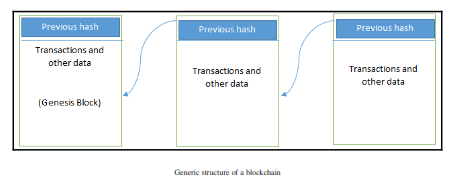 Previous hash
Transactions and
other data
(Genesis Block)
Previous hash
Transactions and
other data
Previous hash
Transactions and
other data
Generic structure of a blockchain